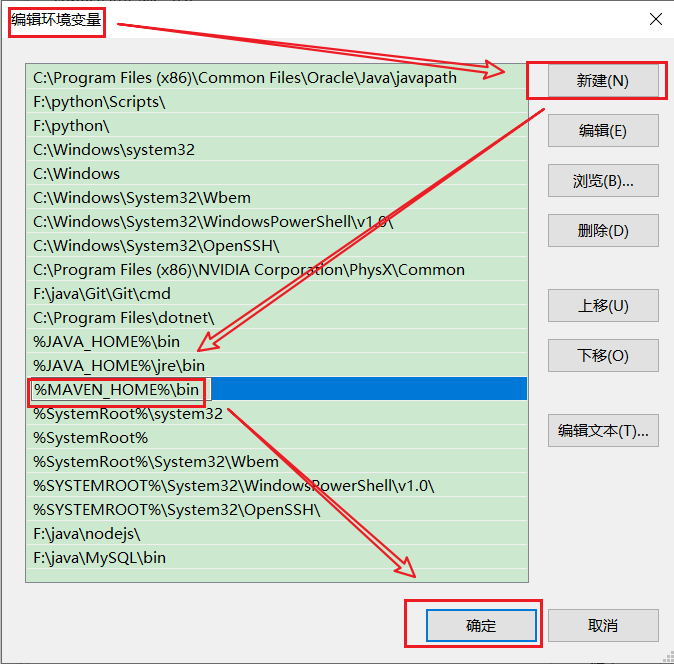 编辑环境变量
C:\Program Files (x86)\Common Files\Oracle\Java\javapath
F:\python\Scripts\
F:\python\
C:\Windows\system32
C:\Windows
C:\Windows\System32\Wbem
C:\Windows\System32\WindowsPowerShell\v1.0\
C:\Windows\System32\OpenSSH\
C:\Program Files (x86)\NVIDIA Corporation\PhysX\Common
F:\java\Git\Git\cmd
C:\Program Files\dotnet\
%JAVA_HOME%\bin
%JAVA_HOME%\jre\bin
%MAVEN_HOME%\bin
%SystemRoot%\system32
%SystemRoot%
%SystemRoot%\System32\Wbem
%SYSTEMROOT%\System32\WindowsPowerShell\v1.0\
%SYSTEMROOT%\System32\OpenSSH\
F:\java\nodejs\
F:\java\MySQL\bin
新建(N)
编辑(E)
浏览(B)...
删除(D)
上移(U)
下移(O)
编辑文本(T)...
确定
取消